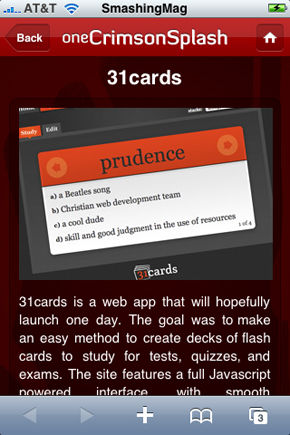 AT&T SmashingMag
Back oneCrimsonSplash
31cards
Study Edit
prudence
a) a Beatles song
b) Christian web development team
c) a cool dude
d) skill and good judgment in the use of resources
1 of 4
31cards
31cards is a web app that will hopefully
launch one day. The goal was to make
an easy method to create decks of flash
cards to study for tests, quizzes, and
exams. The site features a full Javascript
powered interface with smooth
3